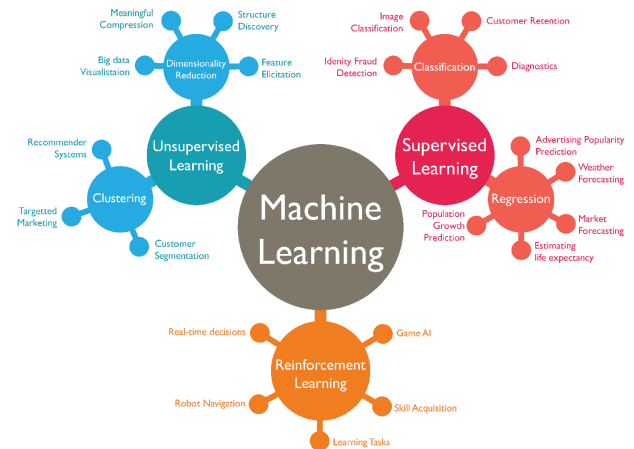 Meaningful
Compression
Structure
Discovery
Big data
Visualistaion
Dimensionality
Reduction
Feature
Elicitation
Unsupervised
Learning
Recommender
Systems
Clustering
Targetted
Marketing
Customer
Segmentation
Machine
Learning
Image
Classification
Customer Retention
Idenity Fraud
Detection
Classification
Diagnostics
Supervised
Learning
Advertising Popularity
Prediction
Weather
Forecasting
Regression
Population
Growth
Prediction
Market
Forecasting
Estimating
life expectancy
Real-time decisions
Game AI
Reinforcement
Learning
Robot Navigation
Skill Acquisition
Learning Tasks